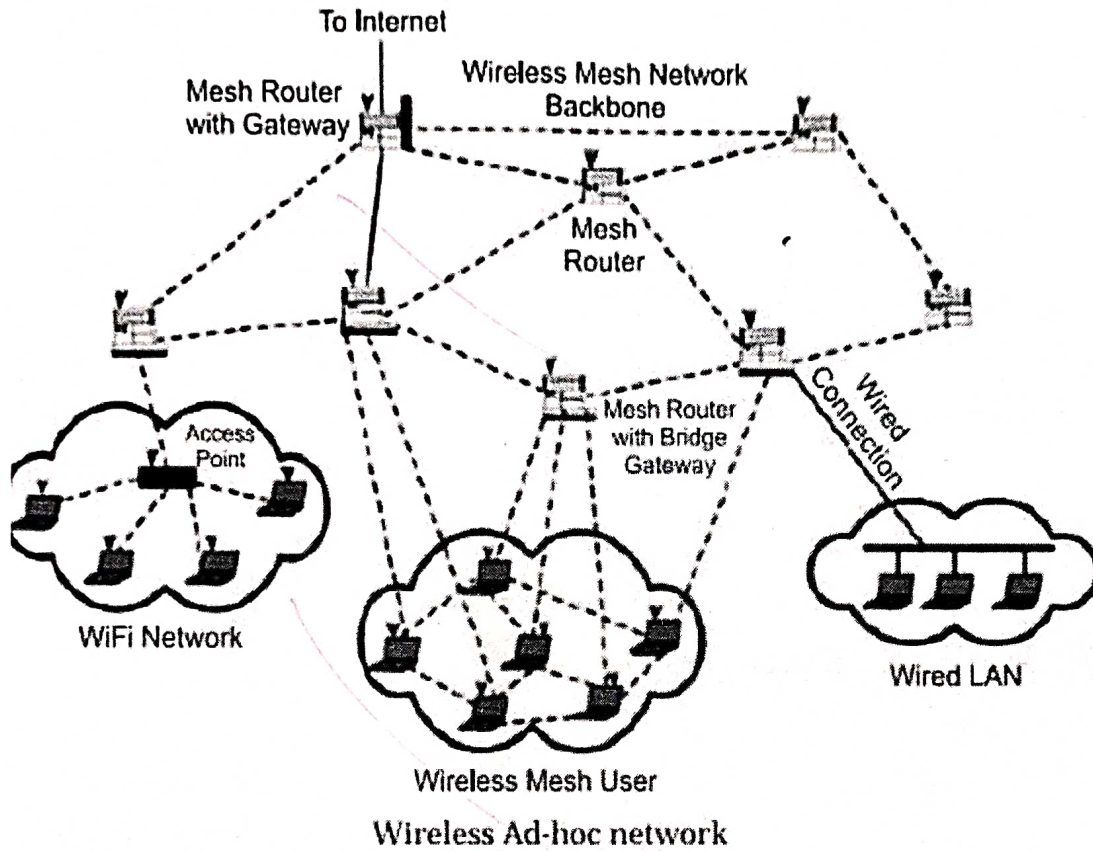 To Internet
Mesh Router
with Gateway
Wireless Mesh Network
Backbone
Mesh
Router
Access
Point
Mesh Router
with Bridge
Gateway
Wired
Connection
WiFi Network
Wired LAN
Wireless Mesh User
Wireless Ad-hoc network